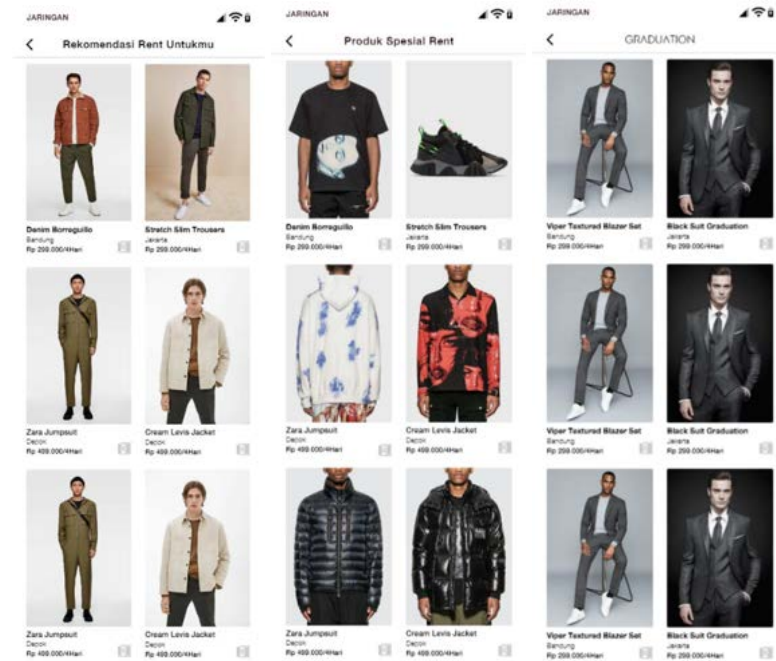 JARINGAN
Rekomendasi Rent Untukmu
Denim Borreguillo
Bandung
Rp 299.000/4Hari
Stretch Slim Trousers
Jakarta
Rp 299.000/4Hari
Zara Jumpsuit
Depok
Rp 499.000/4Hari
Cream Levis Jacket
Depok
Rp 499.000/4Hari
Zara Jumpsuit
Depok
Rp 499.000/4Hari
Cream Levis Jacket
Depok
Rp 499.000/4Hari
JARINGAN
Produk Spesial Rent
Denim Borreguillo
Bandung
Rp 299.000/4Hari
Stretch Slim Trousers
Jakarta
Rp 299.000/4Hari
Zara Jumpsuit
Depok
Rp 499.000/4Hari
Cream Levis Jacket
Depok
Rp 499.000/4Hari
Zara Jumpsuit
Depok
Rp 499.000/4Hari
Cream Levis Jacket
Depok
Rp 499.000/4Hari
JARINGAN
GRADUATION
Viper Textured Blazer Set
Bandung
Rp 299.000/4Hari
Black Suit Graduation
Jakarta
Rp 299.000/4Hari
Viper Textured Blazer Set
Bandung
Rp 299.000/4Hari
Black Suit Graduation
Jakarta
Rp 299.000/4Hari
Viper Textured Blazer Set
Bandung
Rp 299.000/4Hari
Black Suit Graduation
Jakarta
Rp 299.000/4Hari